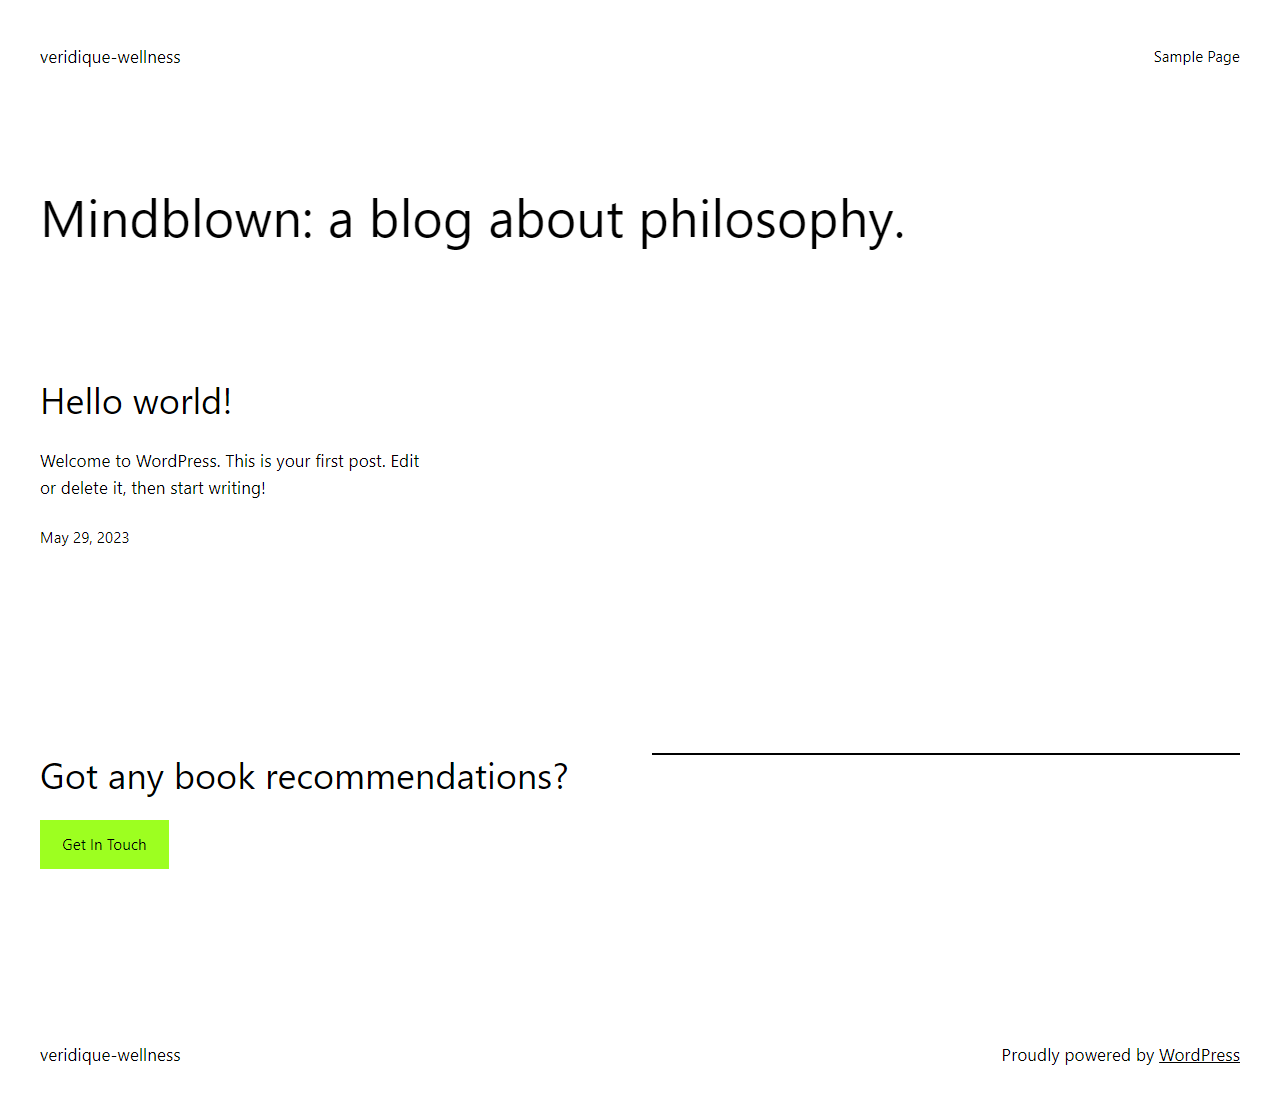 veridique-wellness
Sample Page
Mindblown: a blog about philosophy.
Hello world!
Welcome to WordPress. This is your first post. Edit
or delete it, then start writing!
May 29, 2023
Got any book recommendations?
Get In Touch
veridique-wellness
Proudly powered by WordPress